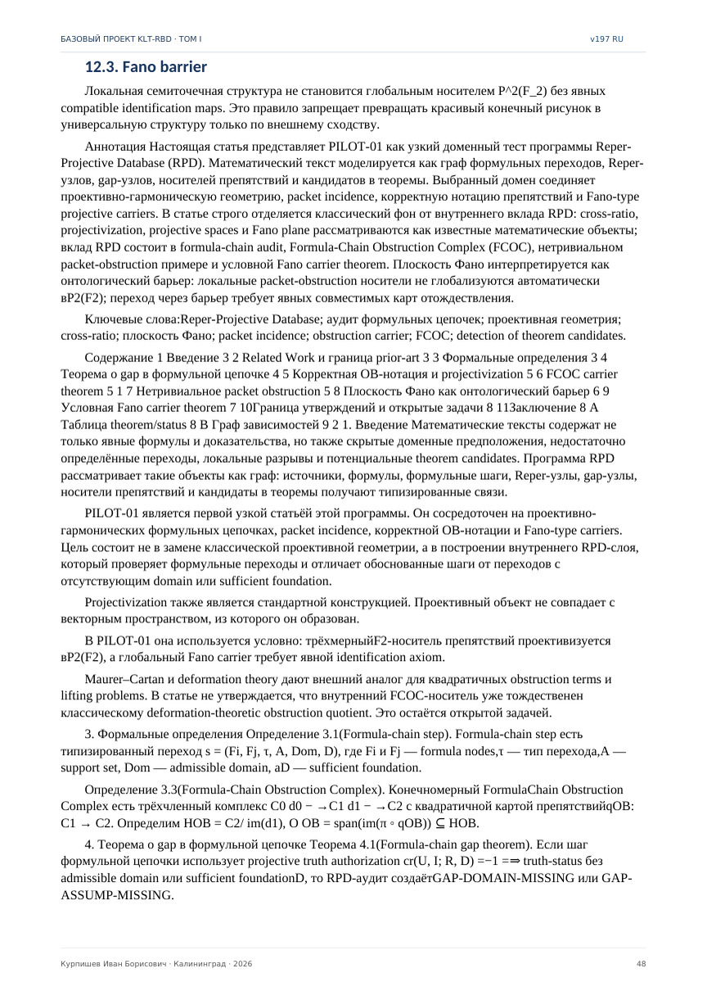 БАЗОВЫЙ ПРОЕКТ KLT-RBD · ТОМ I
v197 RU
12.3. Fano barrier
Локальная семиточечная структура не становится глобальным носителем P^2(F_2) без явных
compatible identification maps. Это правило запрещает превращать красивый конечный рисунок в
универсальную структуру только по внешнему сходству.
Аннотация Настоящая статья представляет PILOT-01 как узкий доменный тест программы Reper-
Projective Database (RPD). Математический текст моделируется как граф формульных переходов, Reper-
узлов, gap-узлов, носителей препятствий и кандидатов в теоремы. Выбранный домен соединяет
проективно-гармоническую геометрию, packet incidence, корректную нотацию препятствий и Fano-type
projective carriers. В статье строго отделяется классический фон от внутреннего вклада RPD: cross-ratio,
projectivization, projective spaces и Fano plane рассматриваются как известные математические объекты;
вклад RPD состоит в formula-chain audit, Formula-Chain Obstruction Complex (FCOC), нетривиальном
packet-obstruction примере и условной Fano carrier theorem. Плоскость Фано интерпретируется как
онтологический барьер: локальные packet-obstruction носители не глобализуются автоматически
вP2(F2); переход через барьер требует явных совместимых карт отождествления.
Ключевые слова:Reper-Projective Database; аудит формульных цепочек; проективная геометрия;
cross-ratio; плоскость Фано; packet incidence; obstruction carrier; FCOC; detection of theorem candidates.
Содержание 1 Введение 3 2 Related Work и граница prior-art 3 3 Формальные определения 3 4
Теорема о gap в формульной цепочке 4 5 Корректная OB-нотация и projectivization 5 6 FCOC carrier
theorem 5 1 7 Нетривиальное packet obstruction 5 8 Плоскость Фано как онтологический барьер 6 9
Условная Fano carrier theorem 7 10Граница утверждений и открытые задачи 8 11Заключение 8 A
Таблица theorem/status 8 B Граф зависимостей 9 2 1. Введение Математические тексты содержат не
только явные формулы и доказательства, но также скрытые доменные предположения, недостаточно
определённые переходы, локальные разрывы и потенциальные theorem candidates. Программа RPD
рассматривает такие объекты как граф: источники, формулы, формульные шаги, Reper-узлы, gap-узлы,
носители препятствий и кандидаты в теоремы получают типизированные связи.
PILOT-01 является первой узкой статьёй этой программы. Он сосредоточен на проективно-
гармонических формульных цепочках, packet incidence, корректной OB-нотации и Fano-type carriers.
Цель состоит не в замене классической проективной геометрии, а в построении внутреннего RPD-слоя,
который проверяет формульные переходы и отличает обоснованные шаги от переходов с
отсутствующим domain или sufficient foundation.
Projectivization также является стандартной конструкцией. Проективный объект не совпадает с
векторным пространством, из которого он образован.
В PILOT-01 она используется условно: трёхмерныйF2-носитель препятствий проективизуется
вP2(F2), а глобальный Fano carrier требует явной identification axiom.
Maurer–Cartan и deformation theory дают внешний аналог для квадратичных obstruction terms и
lifting problems. В статье не утверждается, что внутренний FCOC-носитель уже тождественен
классическому deformation-theoretic obstruction quotient. Это остаётся открытой задачей.
3. Формальные определения Определение 3.1(Formula-chain step). Formula-chain step есть
типизированный переход s = (Fi, Fj, τ, A, Dom, D), где Fi и Fj — formula nodes,τ — тип перехода,A —
support set, Dom — admissible domain, aD — sufficient foundation.
Определение 3.3(Formula-Chain Obstruction Complex). Конечномерный FormulaChain Obstruction
Complex есть трёхчленный комплекс C0 d0 − →C1 d1 − →C2 с квадратичной картой препятствийqOB:
C1 → C2. Определим HOB = C2/ im(d1), O OB = span(im(π ◦ qOB)) ⊆ HOB.
4. Теорема о gap в формульной цепочке Теорема 4.1(Formula-chain gap theorem). Если шаг
формульной цепочки использует projective truth authorization cr(U, I; R, D) =−1 =⇒ truth-status без
admissible domain или sufficient foundationD, то RPD-аудит создаётGAP-DOMAIN-MISSING или GAP-
ASSUMP-MISSING.
Курпишев Иван Борисович · Калининград · 2026
48